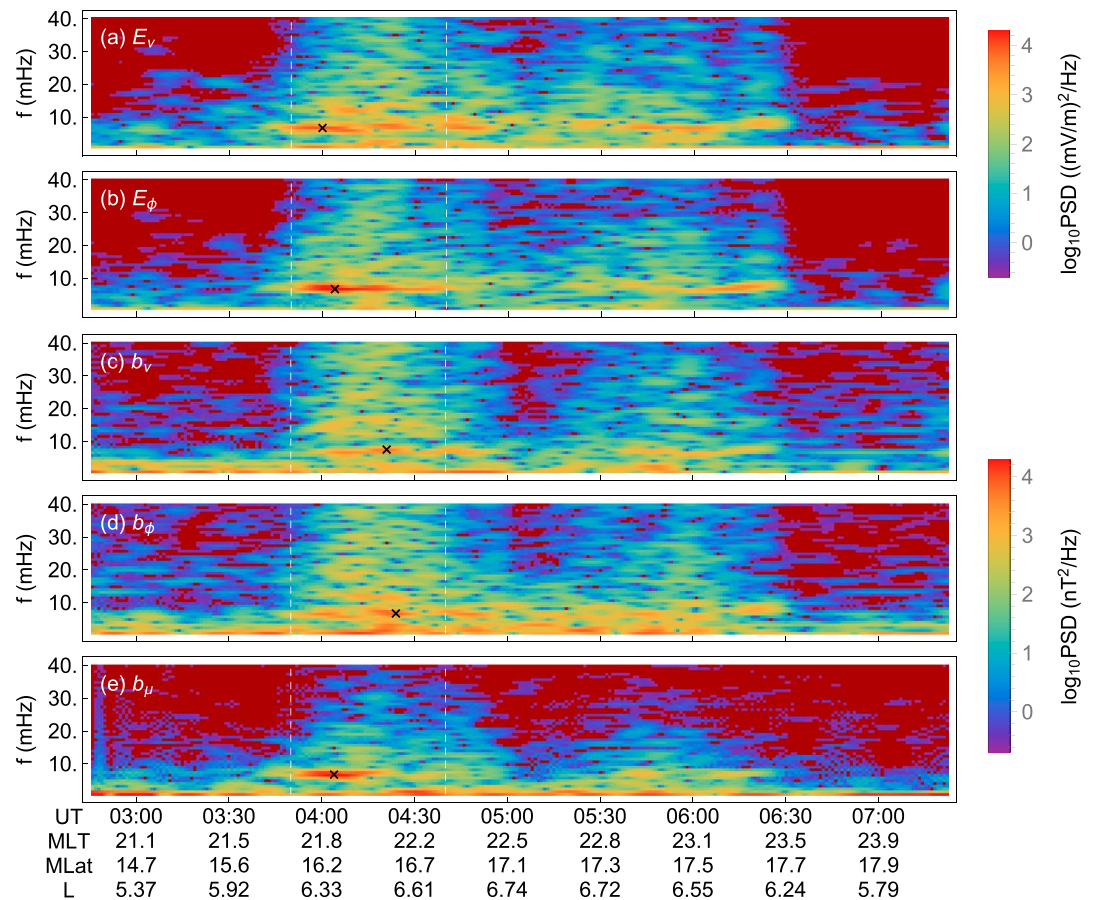 (a) Eν
40.
30.
20.
10.
f (mHz)
(b) Eϕ
40.
30.
20.
10.
f (mHz)
(c) bν
40.
30.
20.
10.
f (mHz)
(d) bϕ
40.
30.
20.
10.
f (mHz)
(e) bμ
40.
30.
20.
10.
f (mHz)
UT 03:00 03:30 04:00 04:30 05:00 05:30 06:00 06:30 07:00
MLT 21.1 21.5 21.8 22.2 22.5 22.8 23.1 23.5 23.9
MLat 14.7 15.6 16.2 16.7 17.1 17.3 17.5 17.7 17.9
L 5.37 5.92 6.33 6.61 6.74 6.72 6.55 6.24 5.79
4
3
2
1
0
log₁₀PSD ((mV/m)²/Hz)
4
3
2
1
0
log₁₀PSD (nT²/Hz)